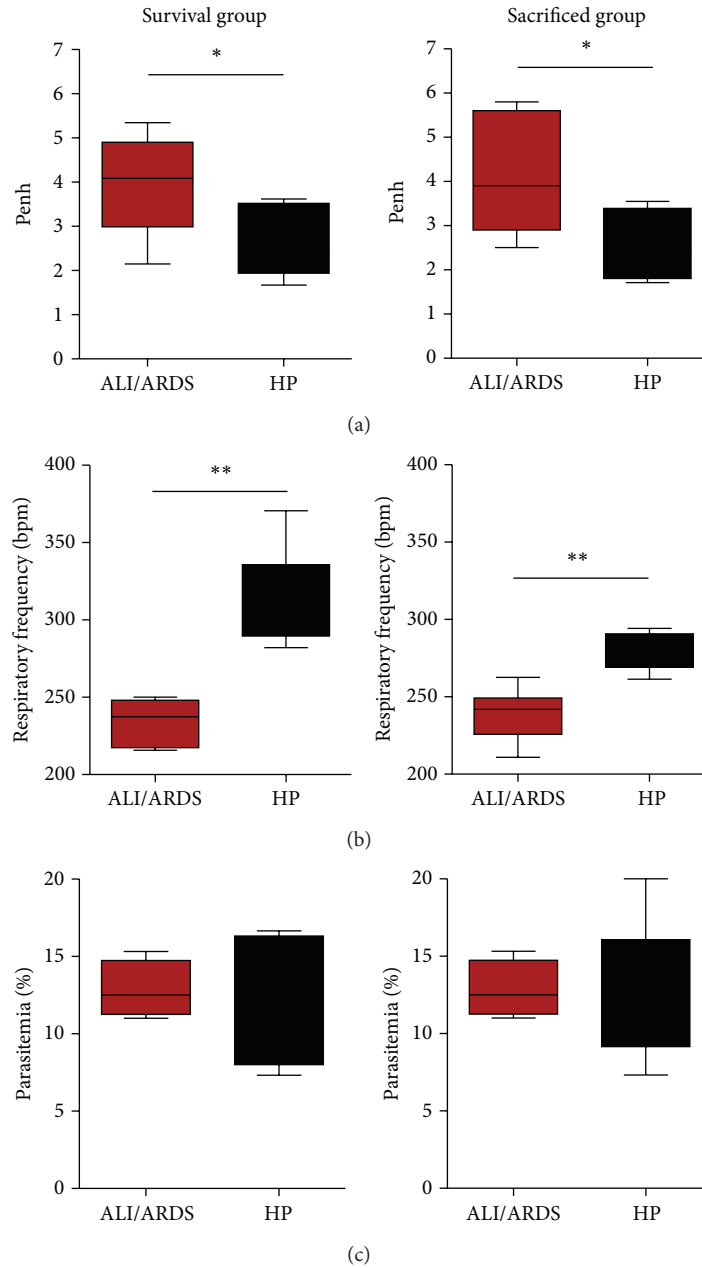 Survival group
Sacrificed group
7
6
5
4
3
2
1
0
Penh
*
ALI/ARDS HP
7
6
5
4
3
2
1
0
Penh
*
ALI/ARDS HP
(a)
400
350
300
250
200
Respiratory frequency (bpm)
**
ALI/ARDS HP
400
350
300
250
200
Respiratory frequency (bpm)
**
ALI/ARDS HP
(b)
20
15
10
5
0
Parasitemia (%)
ALI/ARDS HP
20
15
10
5
0
Parasitemia (%)
ALI/ARDS HP
(c)